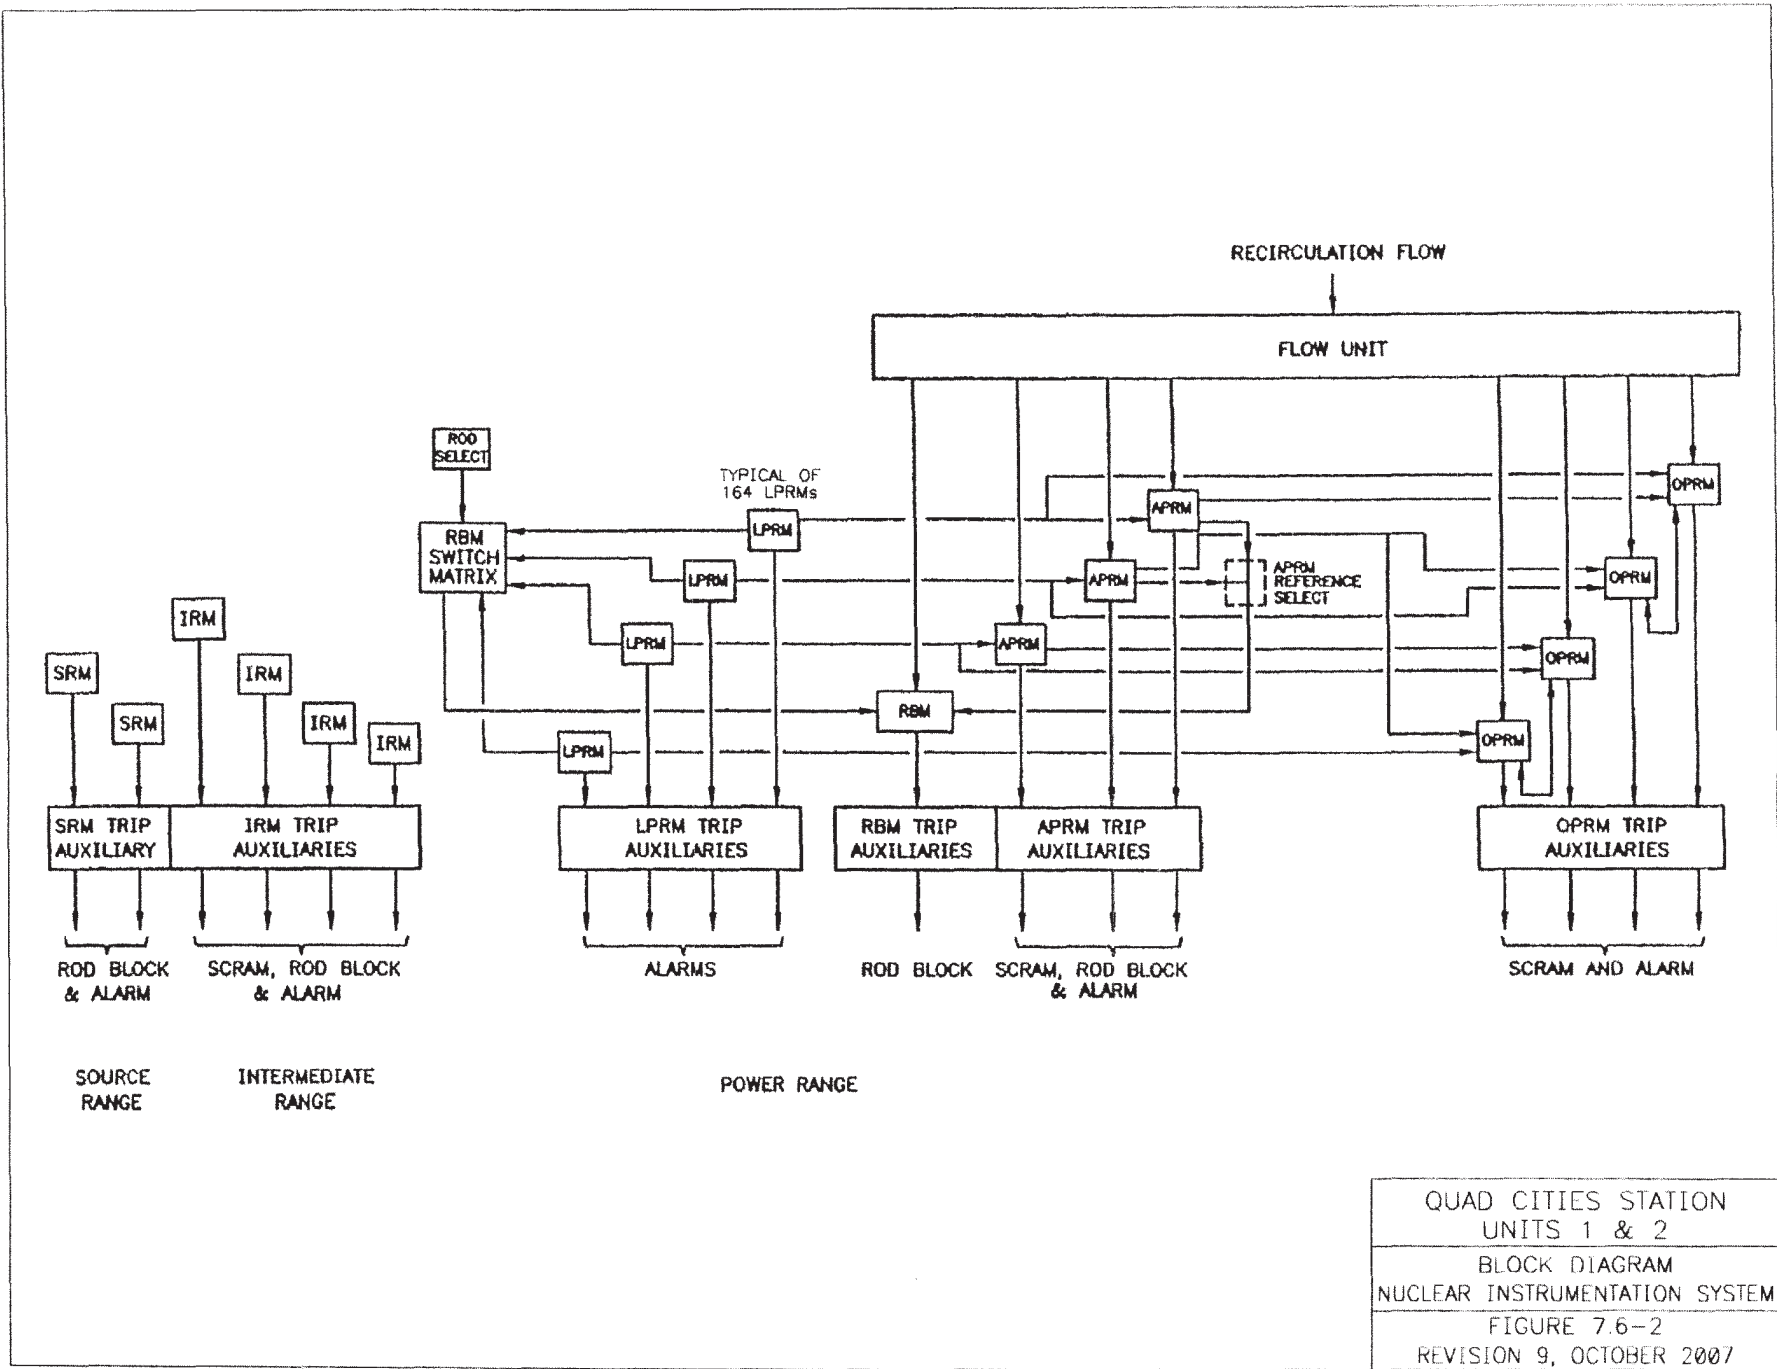 RECIRCULATION FLOW
FLOW UNIT
ROD
SELECT
TYPICAL OF
164 LPRMs
RBM
SWITCH
MATRIX
LPRM
LPRM
LPRM
LPRM
APRM
APRM
APRM
APRM
REFERENCE
SELECT
OPRM
OPRM
OPRM
OPRM
RBM
IRM
IRM
IRM
IRM
SRM
SRM
SRM TRIP
AUXILIARY
IRM TRIP
AUXILIARIES
LPRM TRIP
AUXILIARIES
RBM TRIP
AUXILIARIES
APRM TRIP
AUXILIARIES
OPRM TRIP
AUXILIARIES
ROD BLOCK
& ALARM
SCRAM, ROD BLOCK
& ALARM
ALARMS
ROD BLOCK
SCRAM, ROD BLOCK
& ALARM
SCRAM AND ALARM
SOURCE
RANGE
INTERMEDIATE
RANGE
POWER RANGE
QUAD CITIES STATION
UNITS 1 & 2
BLOCK DIAGRAM
NUCLEAR INSTRUMENTATION SYSTEM
FIGURE 7.6-2
REVISION 9, OCTOBER 2007